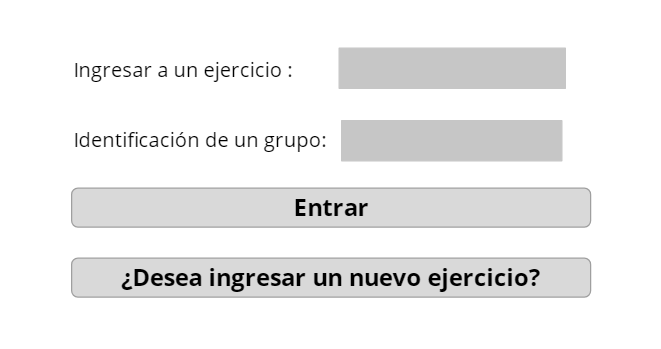 Ingresar a un ejercicio :
Identificación de un grupo:
Entrar
¿Desea ingresar un nuevo ejercicio?